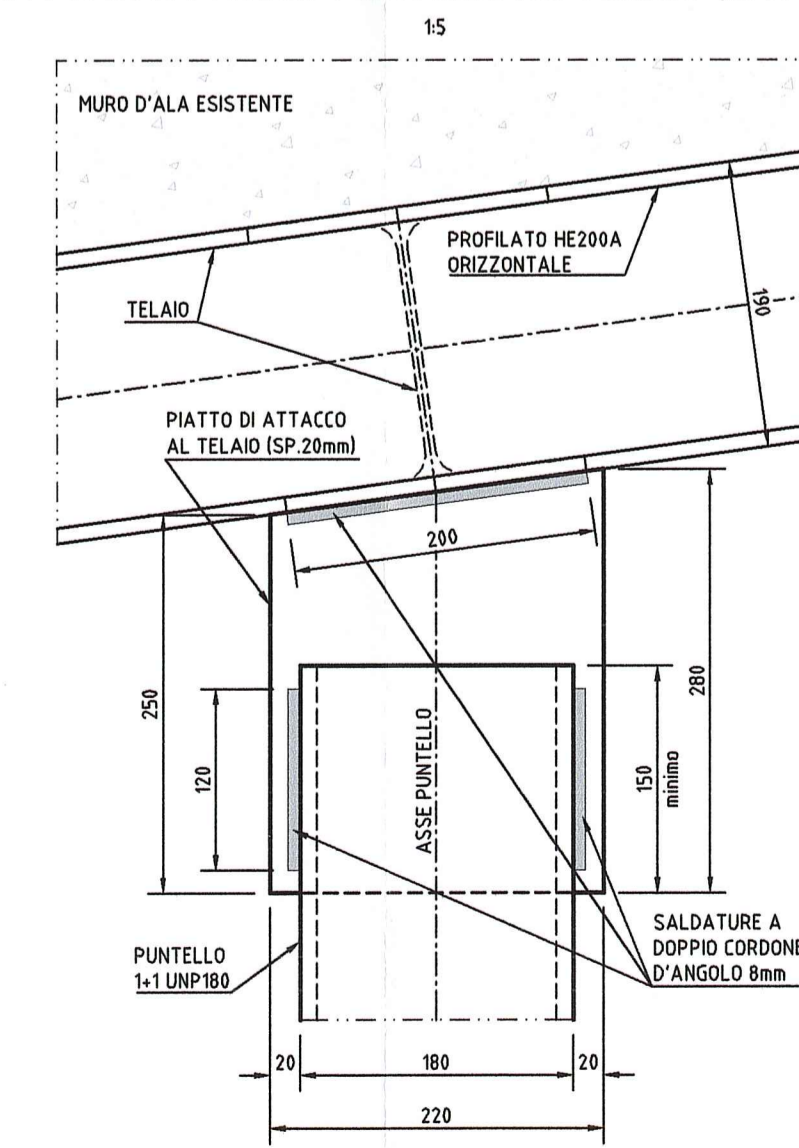 1:5
MURO D'ALA ESISTENTE
PROFILATO HE200A
ORIZZONTALE
TELAIO
190
PIATTO DI ATTACCO
AL TELAIO (SP.20mm)
200
250
120
ASSE PUNTELLO
150
minimo
280
PUNTELLO
1+1 UNP180
SALDATURE A
DOPPIO CORDONE
D'ANGOLO 8mm
20
180
20
220